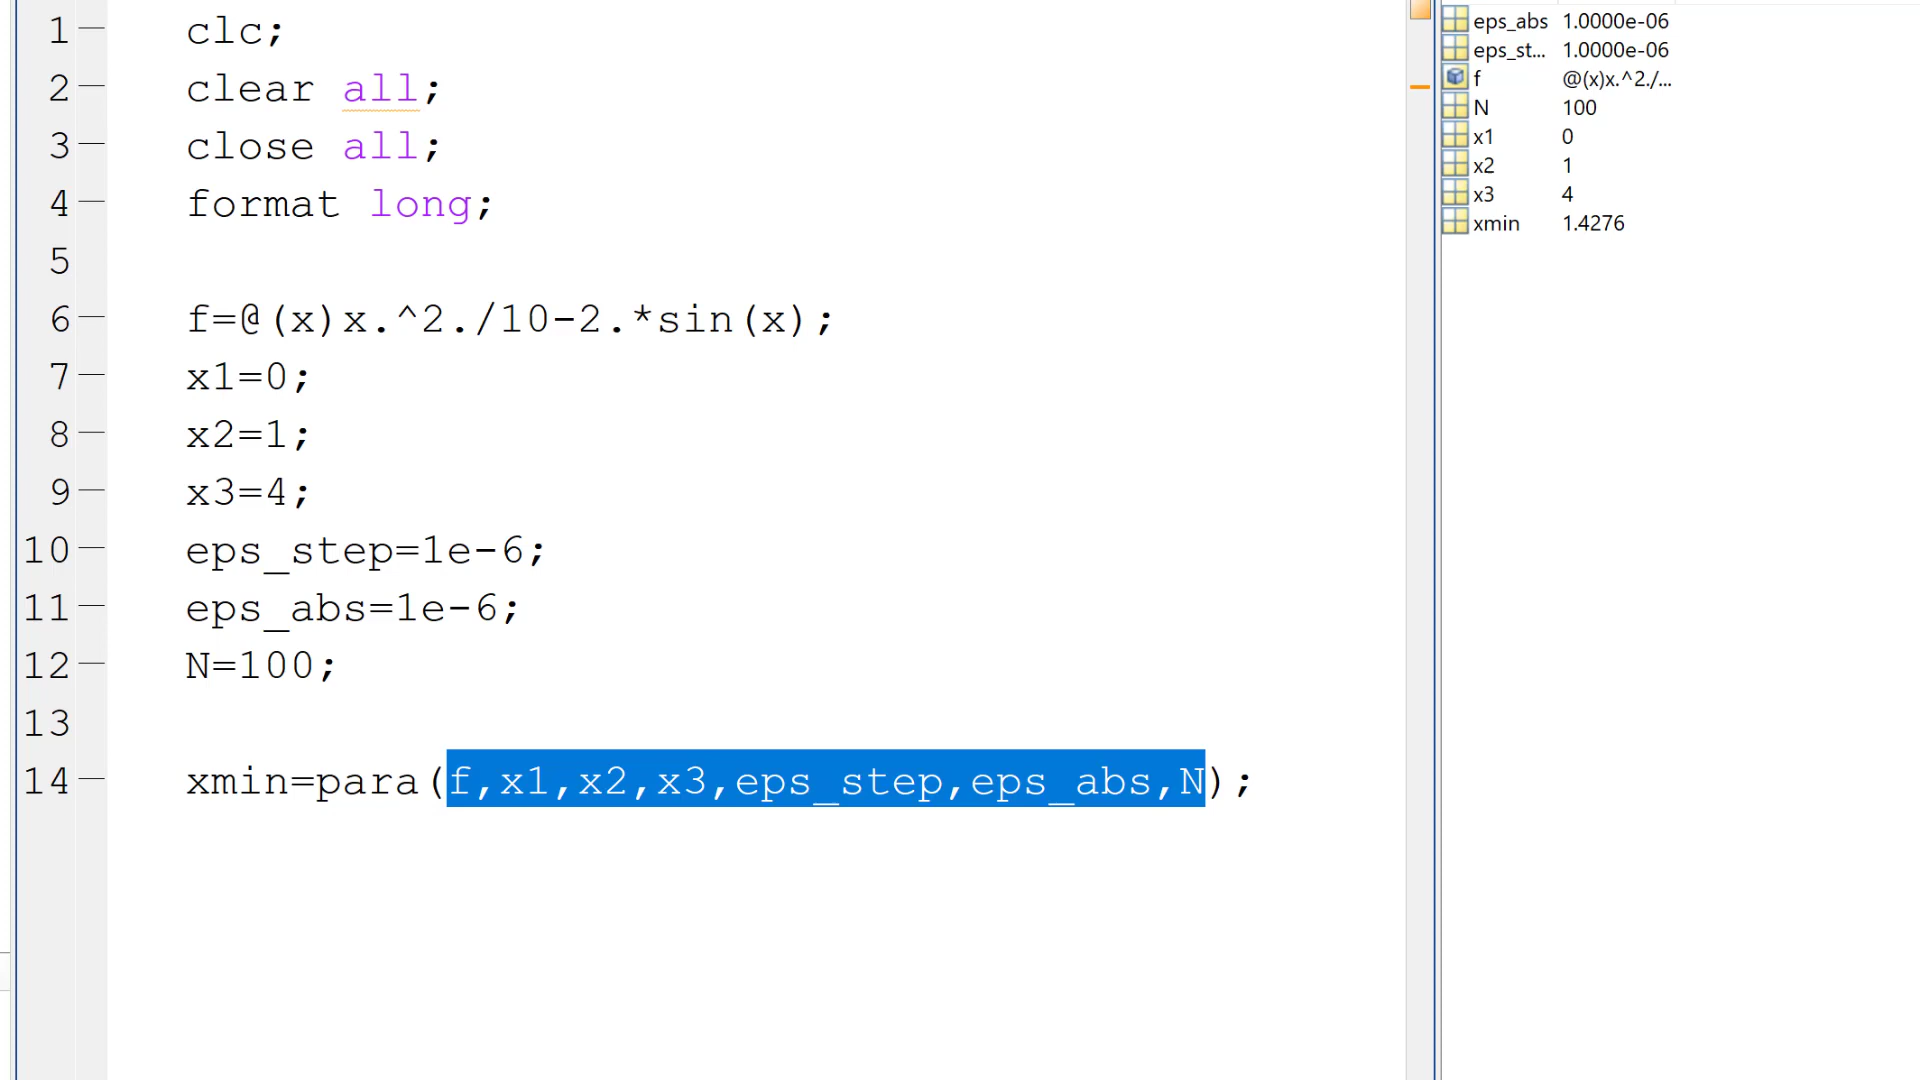 1 clc;
2 clear all;
3 close all;
4 format long;
5
6 f=@(x)x.^2./10-2.*sin(x);
7 x1=0;
8 x2=1;
9 x3=4;
10 eps_step=1e-6;
11 eps_abs=1e-6;
12 N=100;
13
14 xmin=para(f,x1,x2,x3,eps_step,eps_abs,N);
eps_abs 1.0000e-06
eps_st... 1.0000e-06
f @(x)x.^2./...
N 100
x1 0
x2 1
x3 4
xmin 1.4276